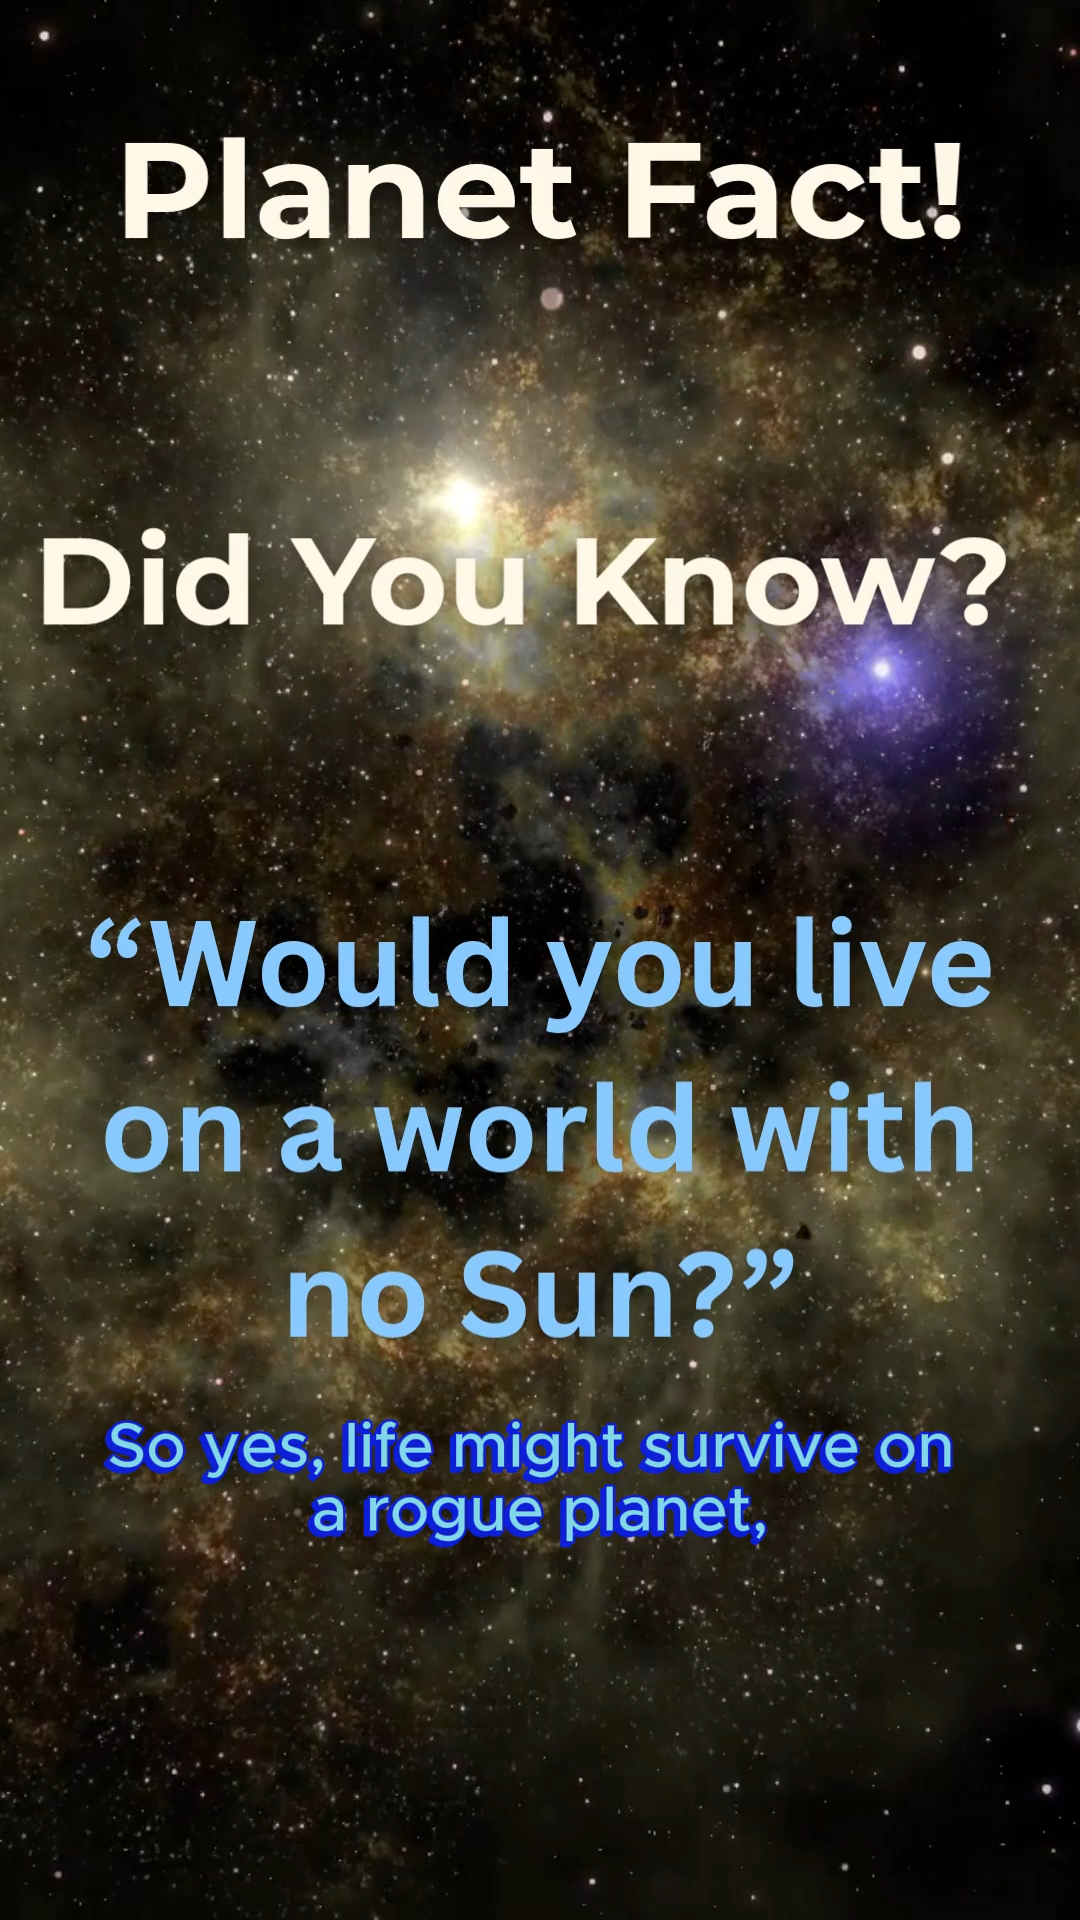 Planet Fact!
Did You Know?
“Would you live
on a world with
no Sun?”
So yes, life might survive on
a rogue planet,